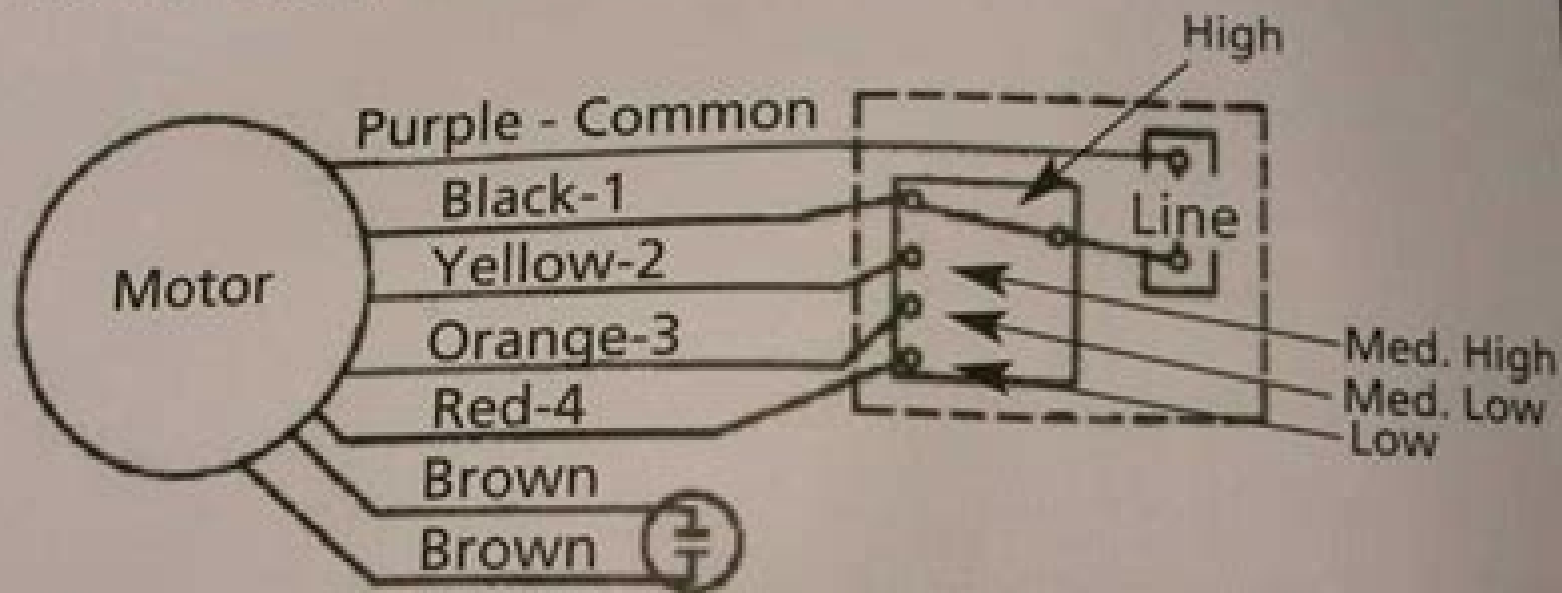 High
Purple - Common
Black-1
Line
Yellow-2
Motor
Orange-3
Med. High
Red-4
Med. Low
Low
Brown
Brown